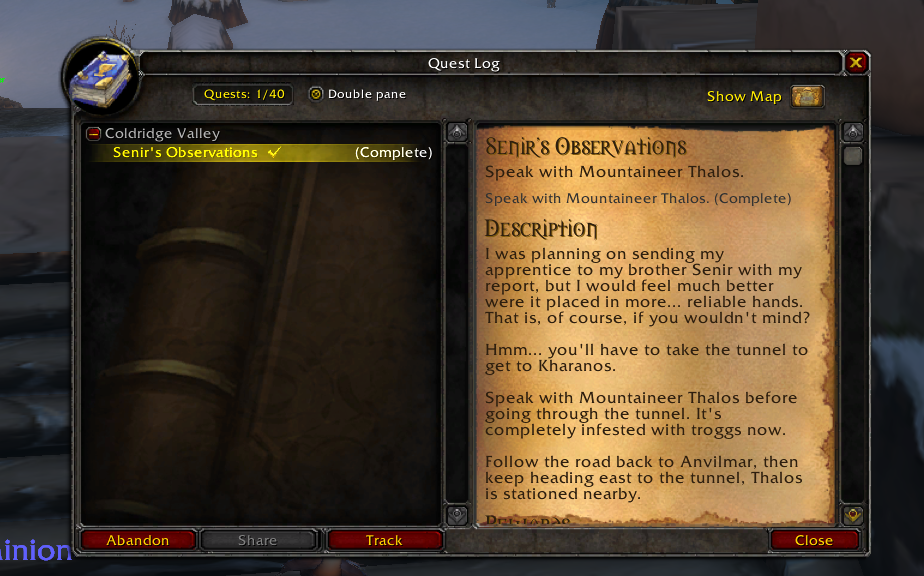 Quest Log
Quests: 1/40
Double pane
Show Map
Coldridge Valley
Senir's Observations
(Complete)
Senir's Observations
Speak with Mountaineer Thalos.
Speak with Mountaineer Thalos. (Complete)
Description
I was planning on sending my
apprentice to my brother Senir with my
report, but I would feel much better
were it placed in more... reliable hands.
That is, of course, if you wouldn't mind?
Hmm... you'll have to take the tunnel to
get to Kharanos.
Speak with Mountaineer Thalos before
going through the tunnel. It's
completely infested with troggs now.
Follow the road back to Anvilmar, then
keep heading east to the tunnel, Thalos
is stationed nearby.
Abandon
Share
Track
Close